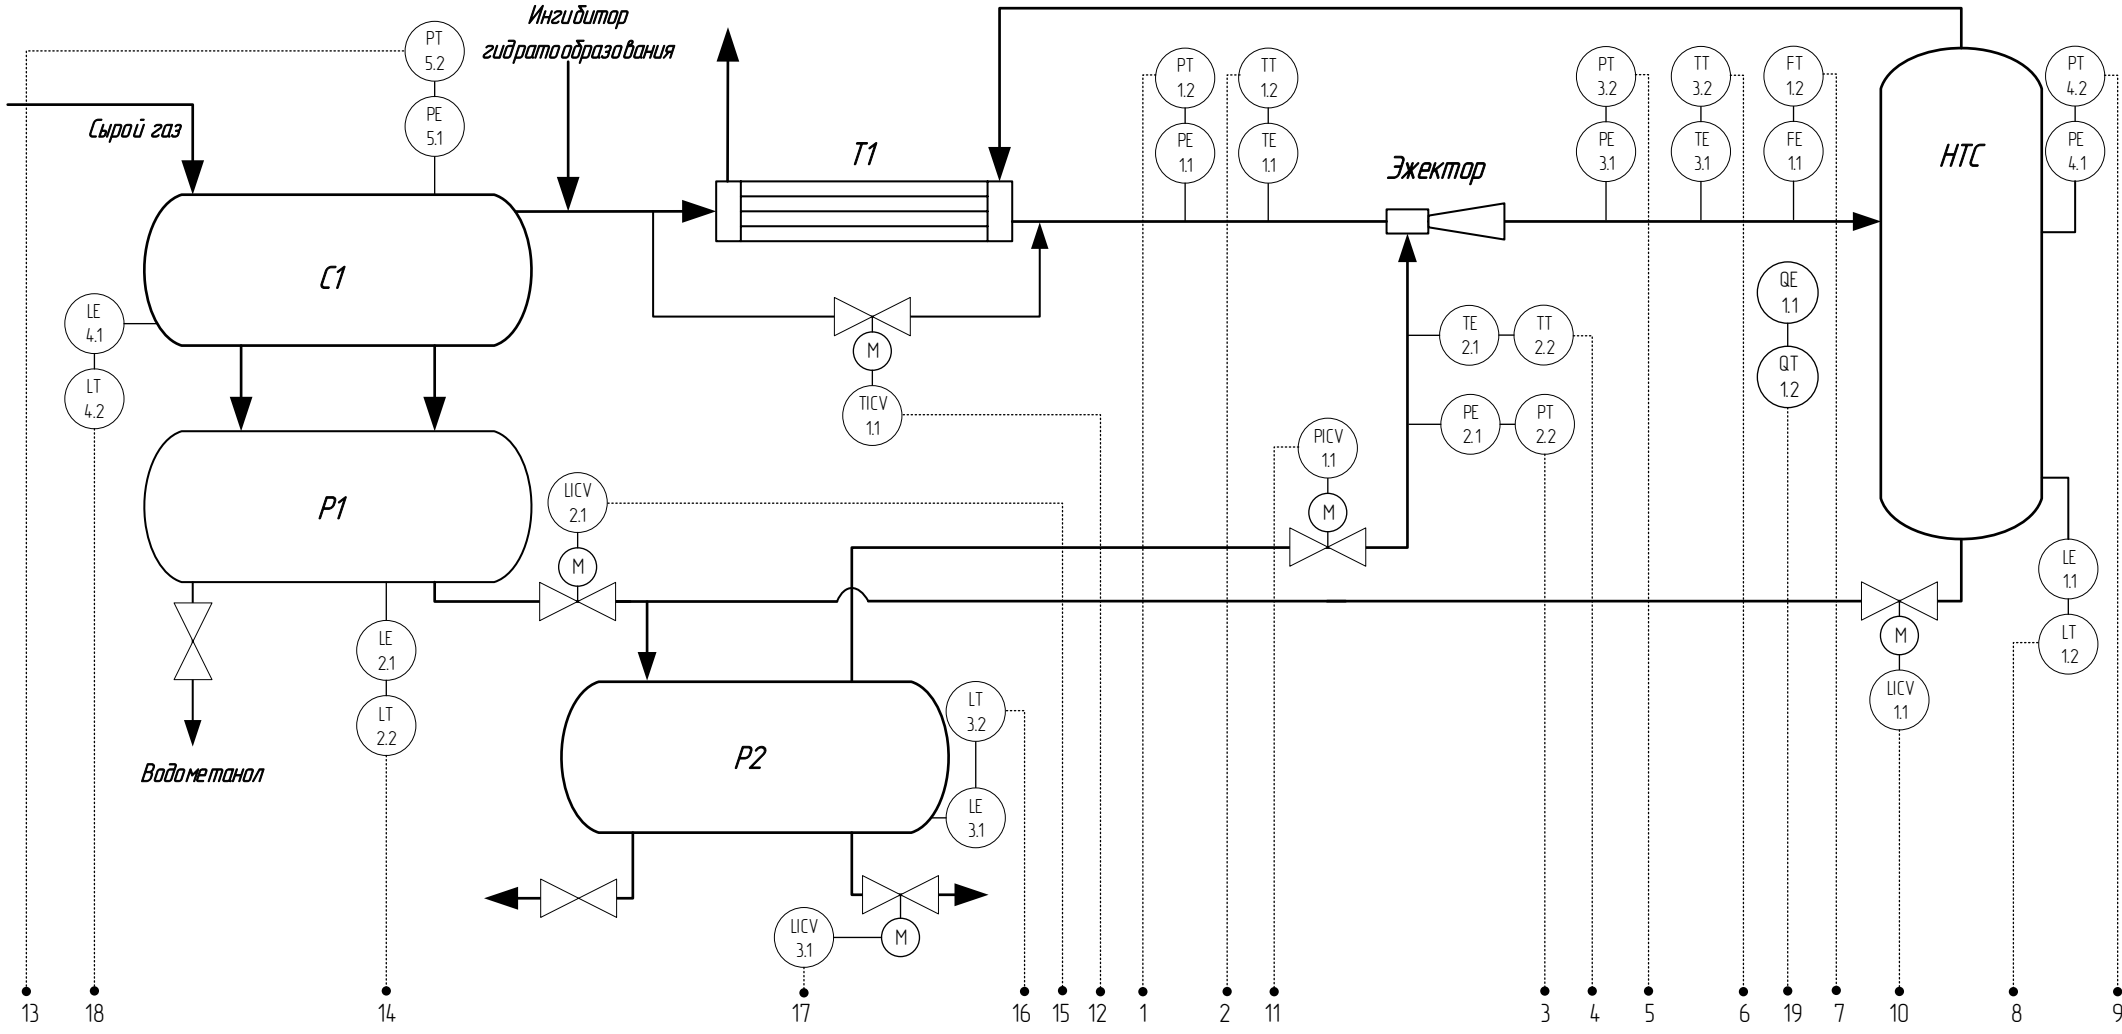 Ингибитор
гидратообразования
Сырой газ
PT
5.2
PE
5.1
С1
T1
PT
1.2
PE
1.1
TT
1.2
TE
1.1
Эжектор
PT
3.2
PE
3.1
TT
3.2
TE
3.1
FT
1.2
FE
1.1
НТС
PT
4.2
PE
4.1
LE
4.1
LT
4.2
M
TICV
1.1
TE
2.1
TT
2.2
PE
2.1
PT
2.2
QE
1.1
QT
1.2
P1
LICV
2.1
M
PICV
1.1
M
LE
2.1
LT
2.2
LE
1.1
LT
1.2
M
LICV
1.1
Водометанол
P2
LT
3.2
LE
3.1
LICV
3.1
M
13
18
14
17
16
15
12
1
2
11
3
4
5
6
19
7
10
8
9